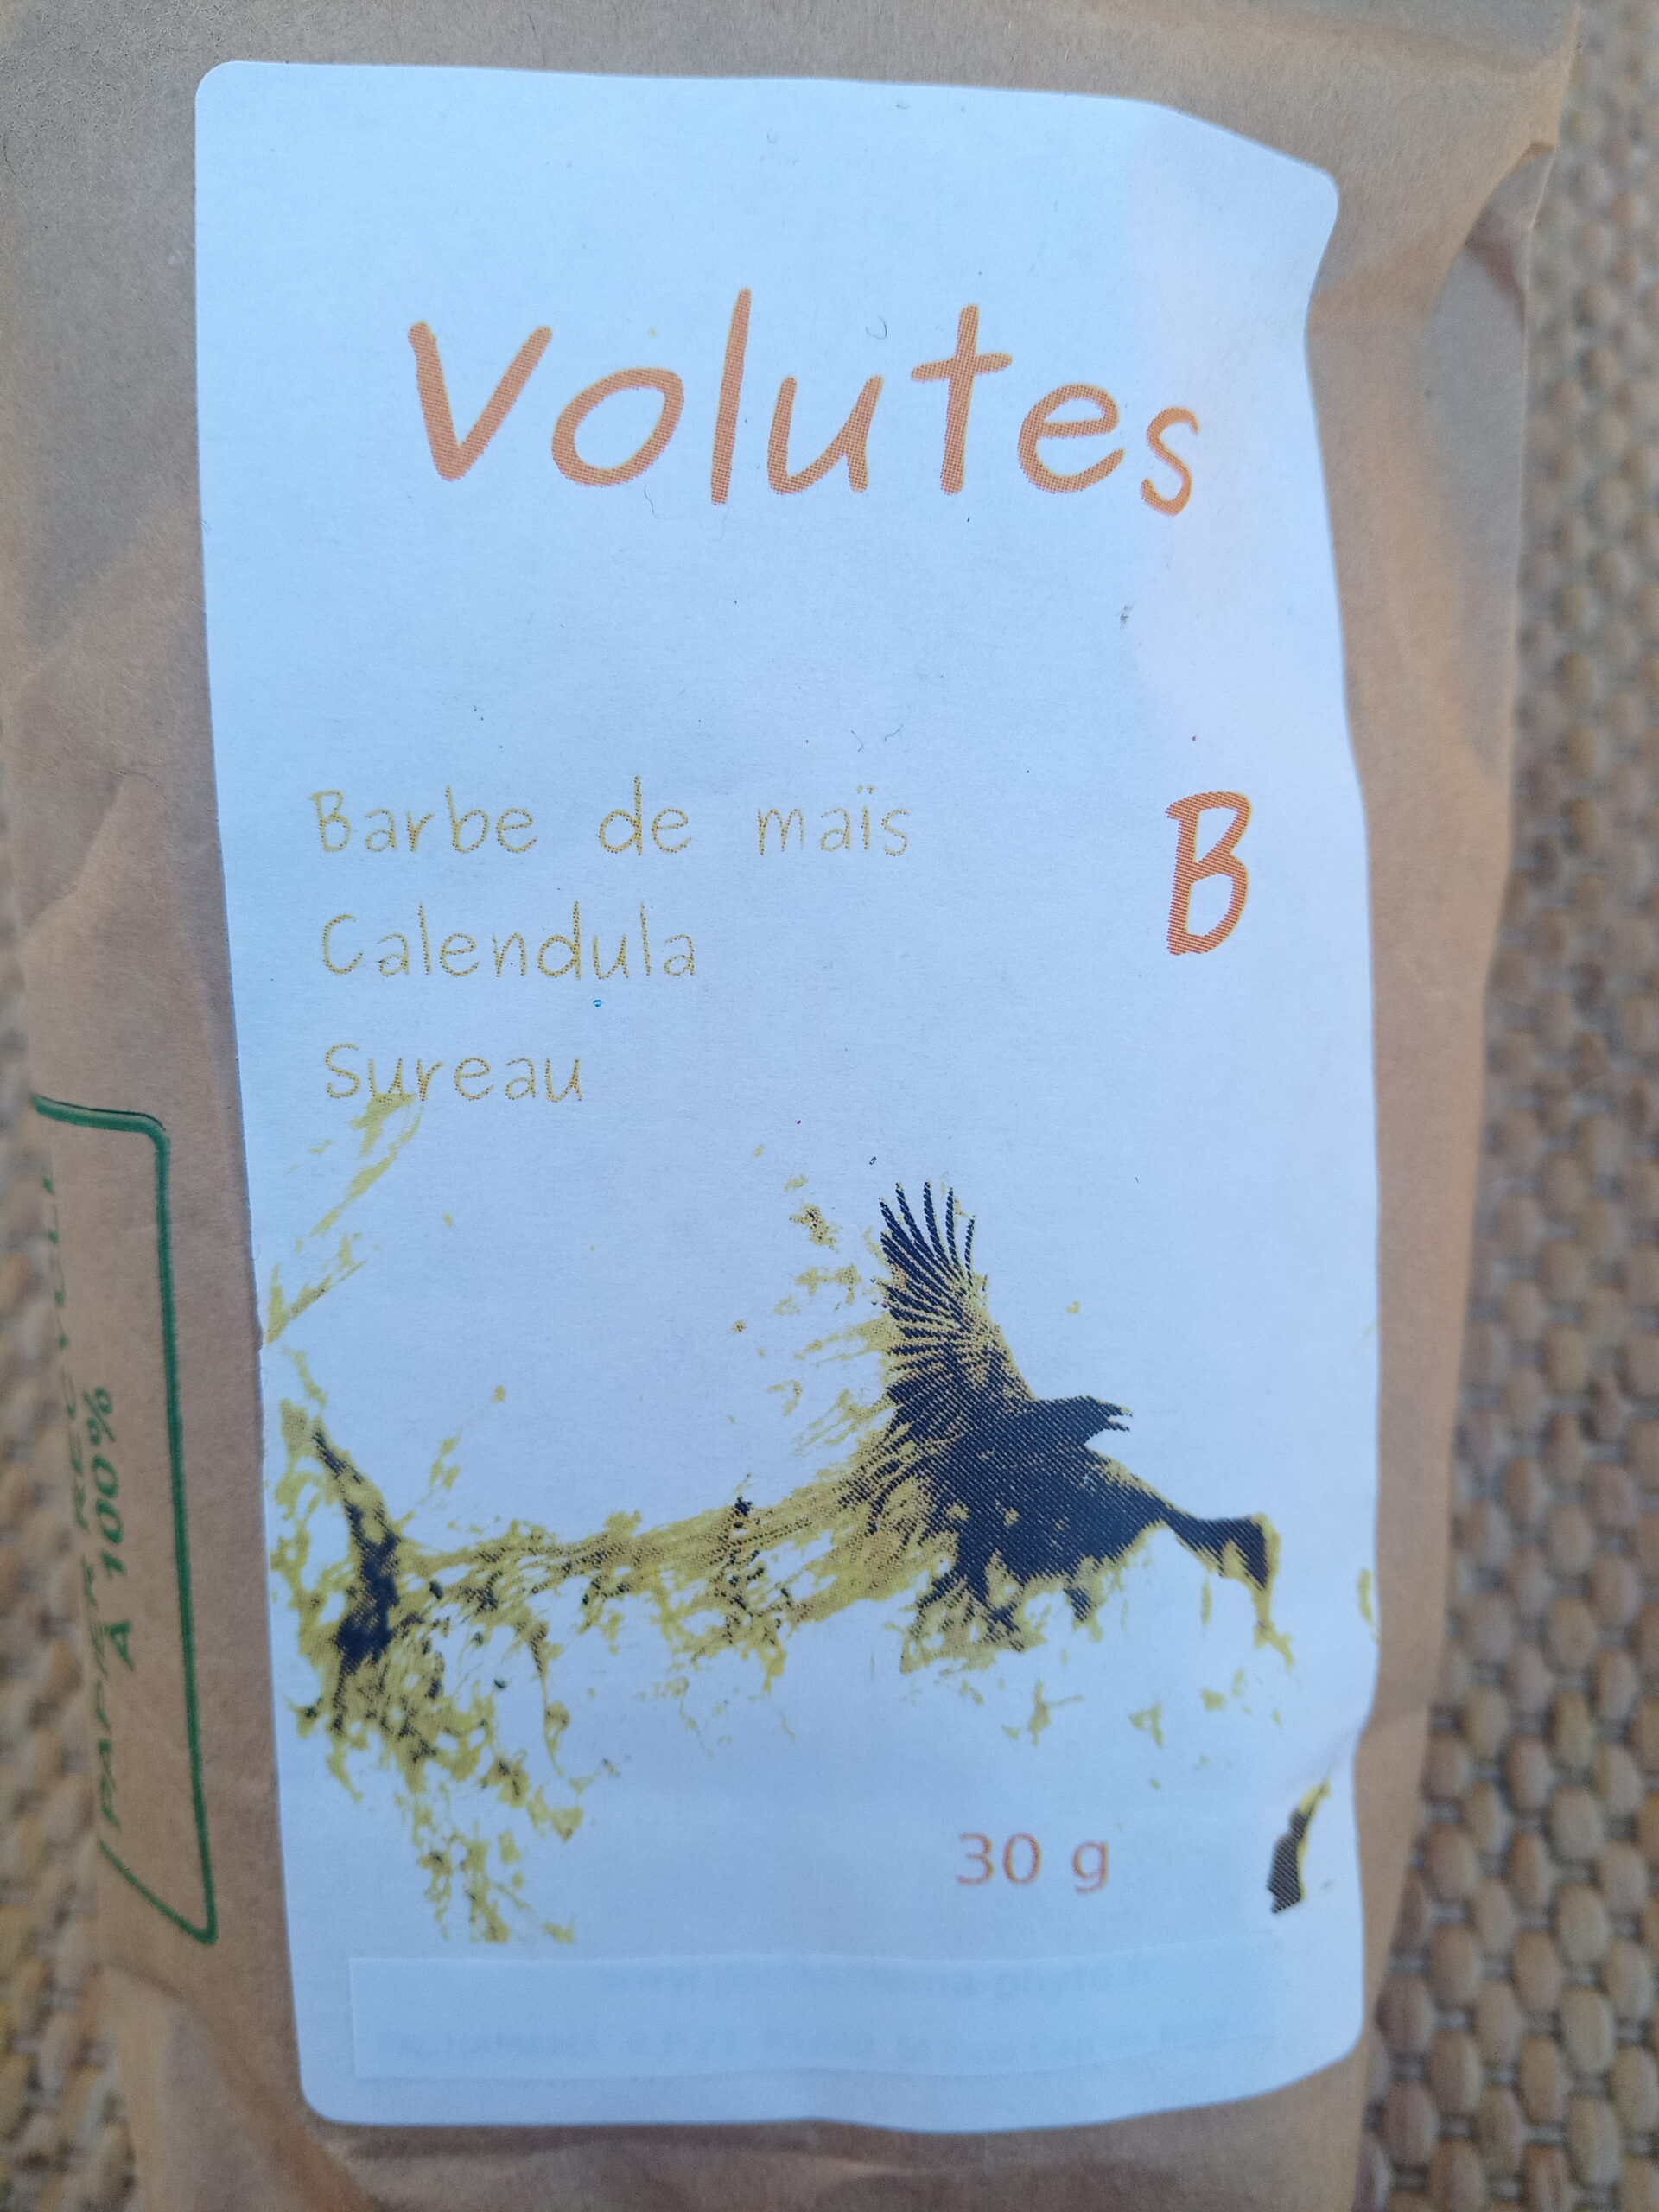 Volutes
Barbe de maïs
B
Calendula
Sureau
30 g
PAPIER RECYCLÉ
À 100%